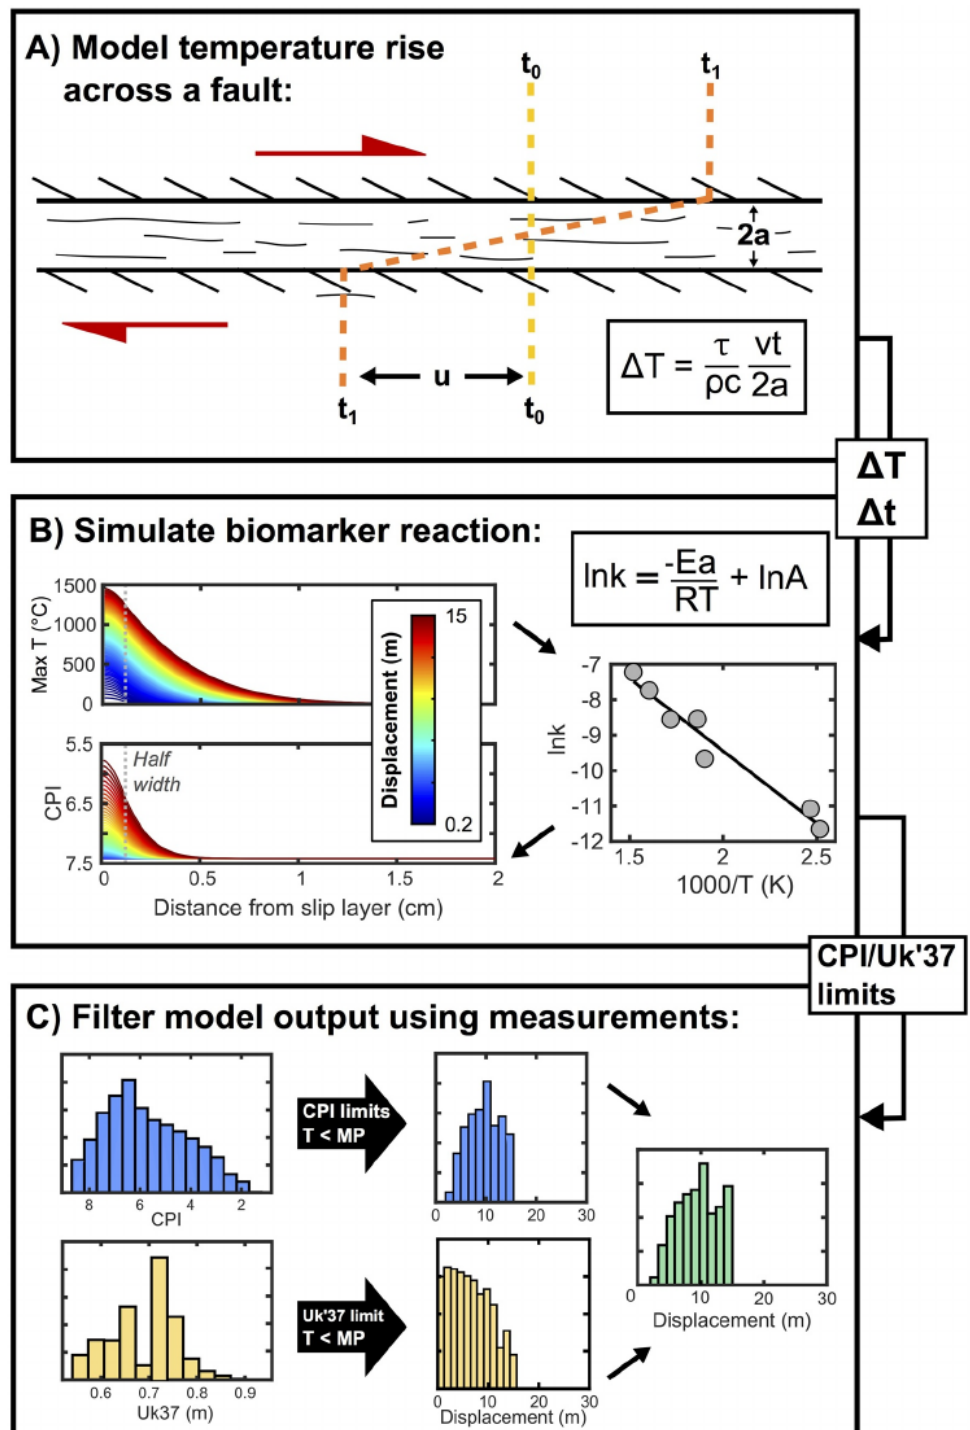 A) Model temperature rise
across a fault:
t0
t1
2a
ΔT = τ/ρc vt/2a
u
t1
t0
ΔT
Δt
B) Simulate biomarker reaction:
lnk = -Ea/RT + lnA
1500
1000
500
0
Max T (°C)
Displacement (m)
15
0.2
5.5
6.5
7.5
CPI
Half
width
0
0.5
1
1.5
2
Distance from slip layer (cm)
-7
-8
-9
-10
-11
-12
lnk
1.5
2
2.5
1000/T (K)
CPI/Uk'37
limits
C) Filter model output using measurements:
8
6
4
2
CPI
CPI limits
T < MP
0
10
20
30
0.6
0.7
0.8
0.9
Uk37 (m)
Uk'37 limit
T < MP
0
10
20
30
Displacement (m)
0
10
20
30
Displacement (m)